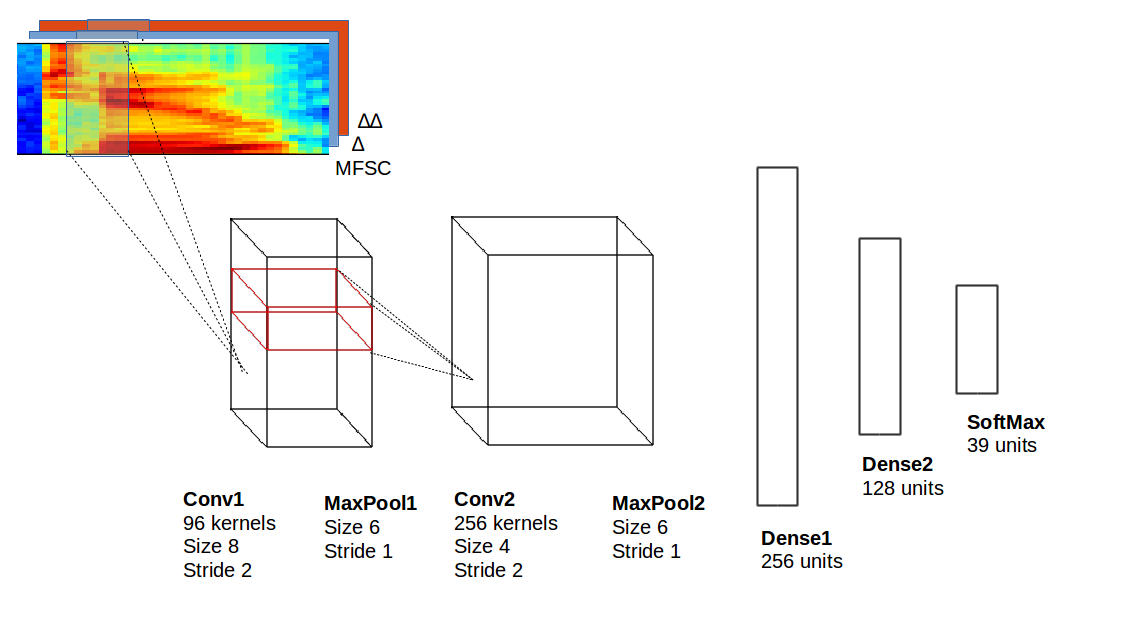 ΔΔ
Δ
MFSC
Conv1
96 kernels
Size 8
Stride 2
MaxPool1
Size 6
Stride 1
Conv2
256 kernels
Size 4
Stride 2
MaxPool2
Size 6
Stride 1
Dense1
256 units
Dense2
128 units
SoftMax
39 units